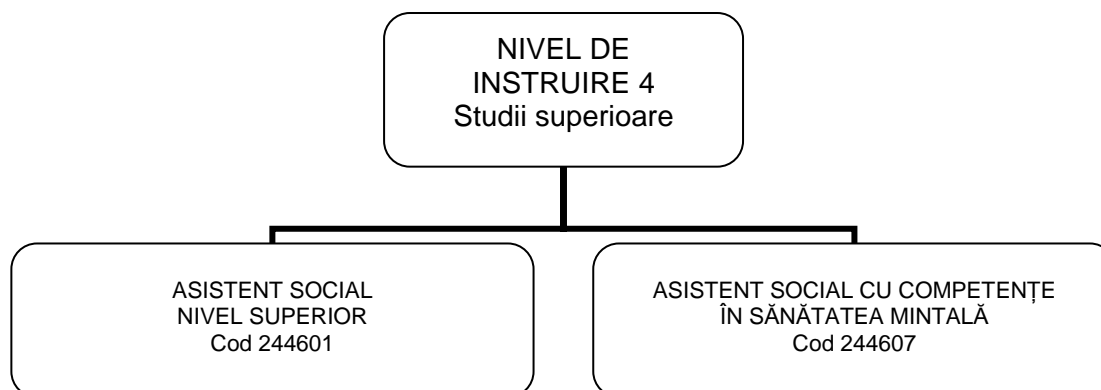 NIVEL DE
INSTRUIRE 4
Studii superioare
ASISTENT SOCIAL
NIVEL SUPERIOR
Cod 244601
ASISTENT SOCIAL CU COMPETENȚE
ÎN SĂNĂTATEA MINTALĂ
Cod 244607